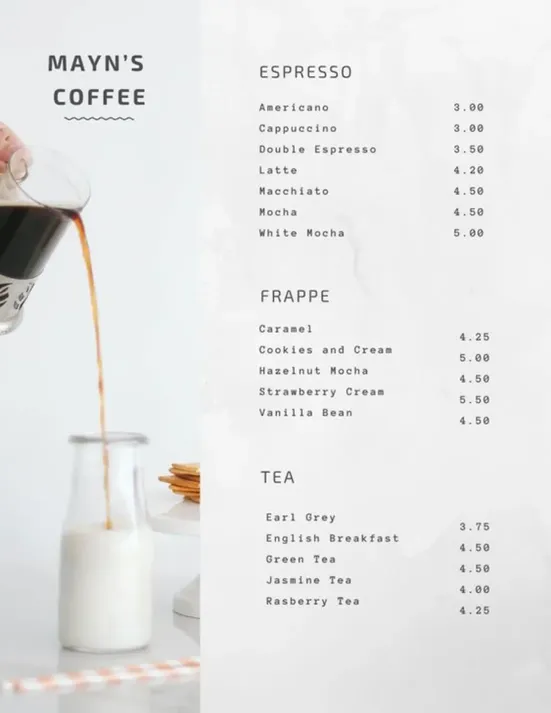 MAYN'S
COFFEE
ESPRESSO
Americano 3.00
Cappuccino 3.00
Double Espresso 3.50
Latte 4.20
Macchiato 4.50
Mocha 4.50
White Mocha 5.00
FRAPPE
Caramel 4.25
Cookies and Cream 5.00
Hazelnut Mocha 4.50
Strawberry Cream 5.50
Vanilla Bean 4.50
TEA
Earl Grey 3.75
English Breakfast 4.50
Green Tea 4.50
Jasmine Tea 4.00
Rasberry Tea 4.25